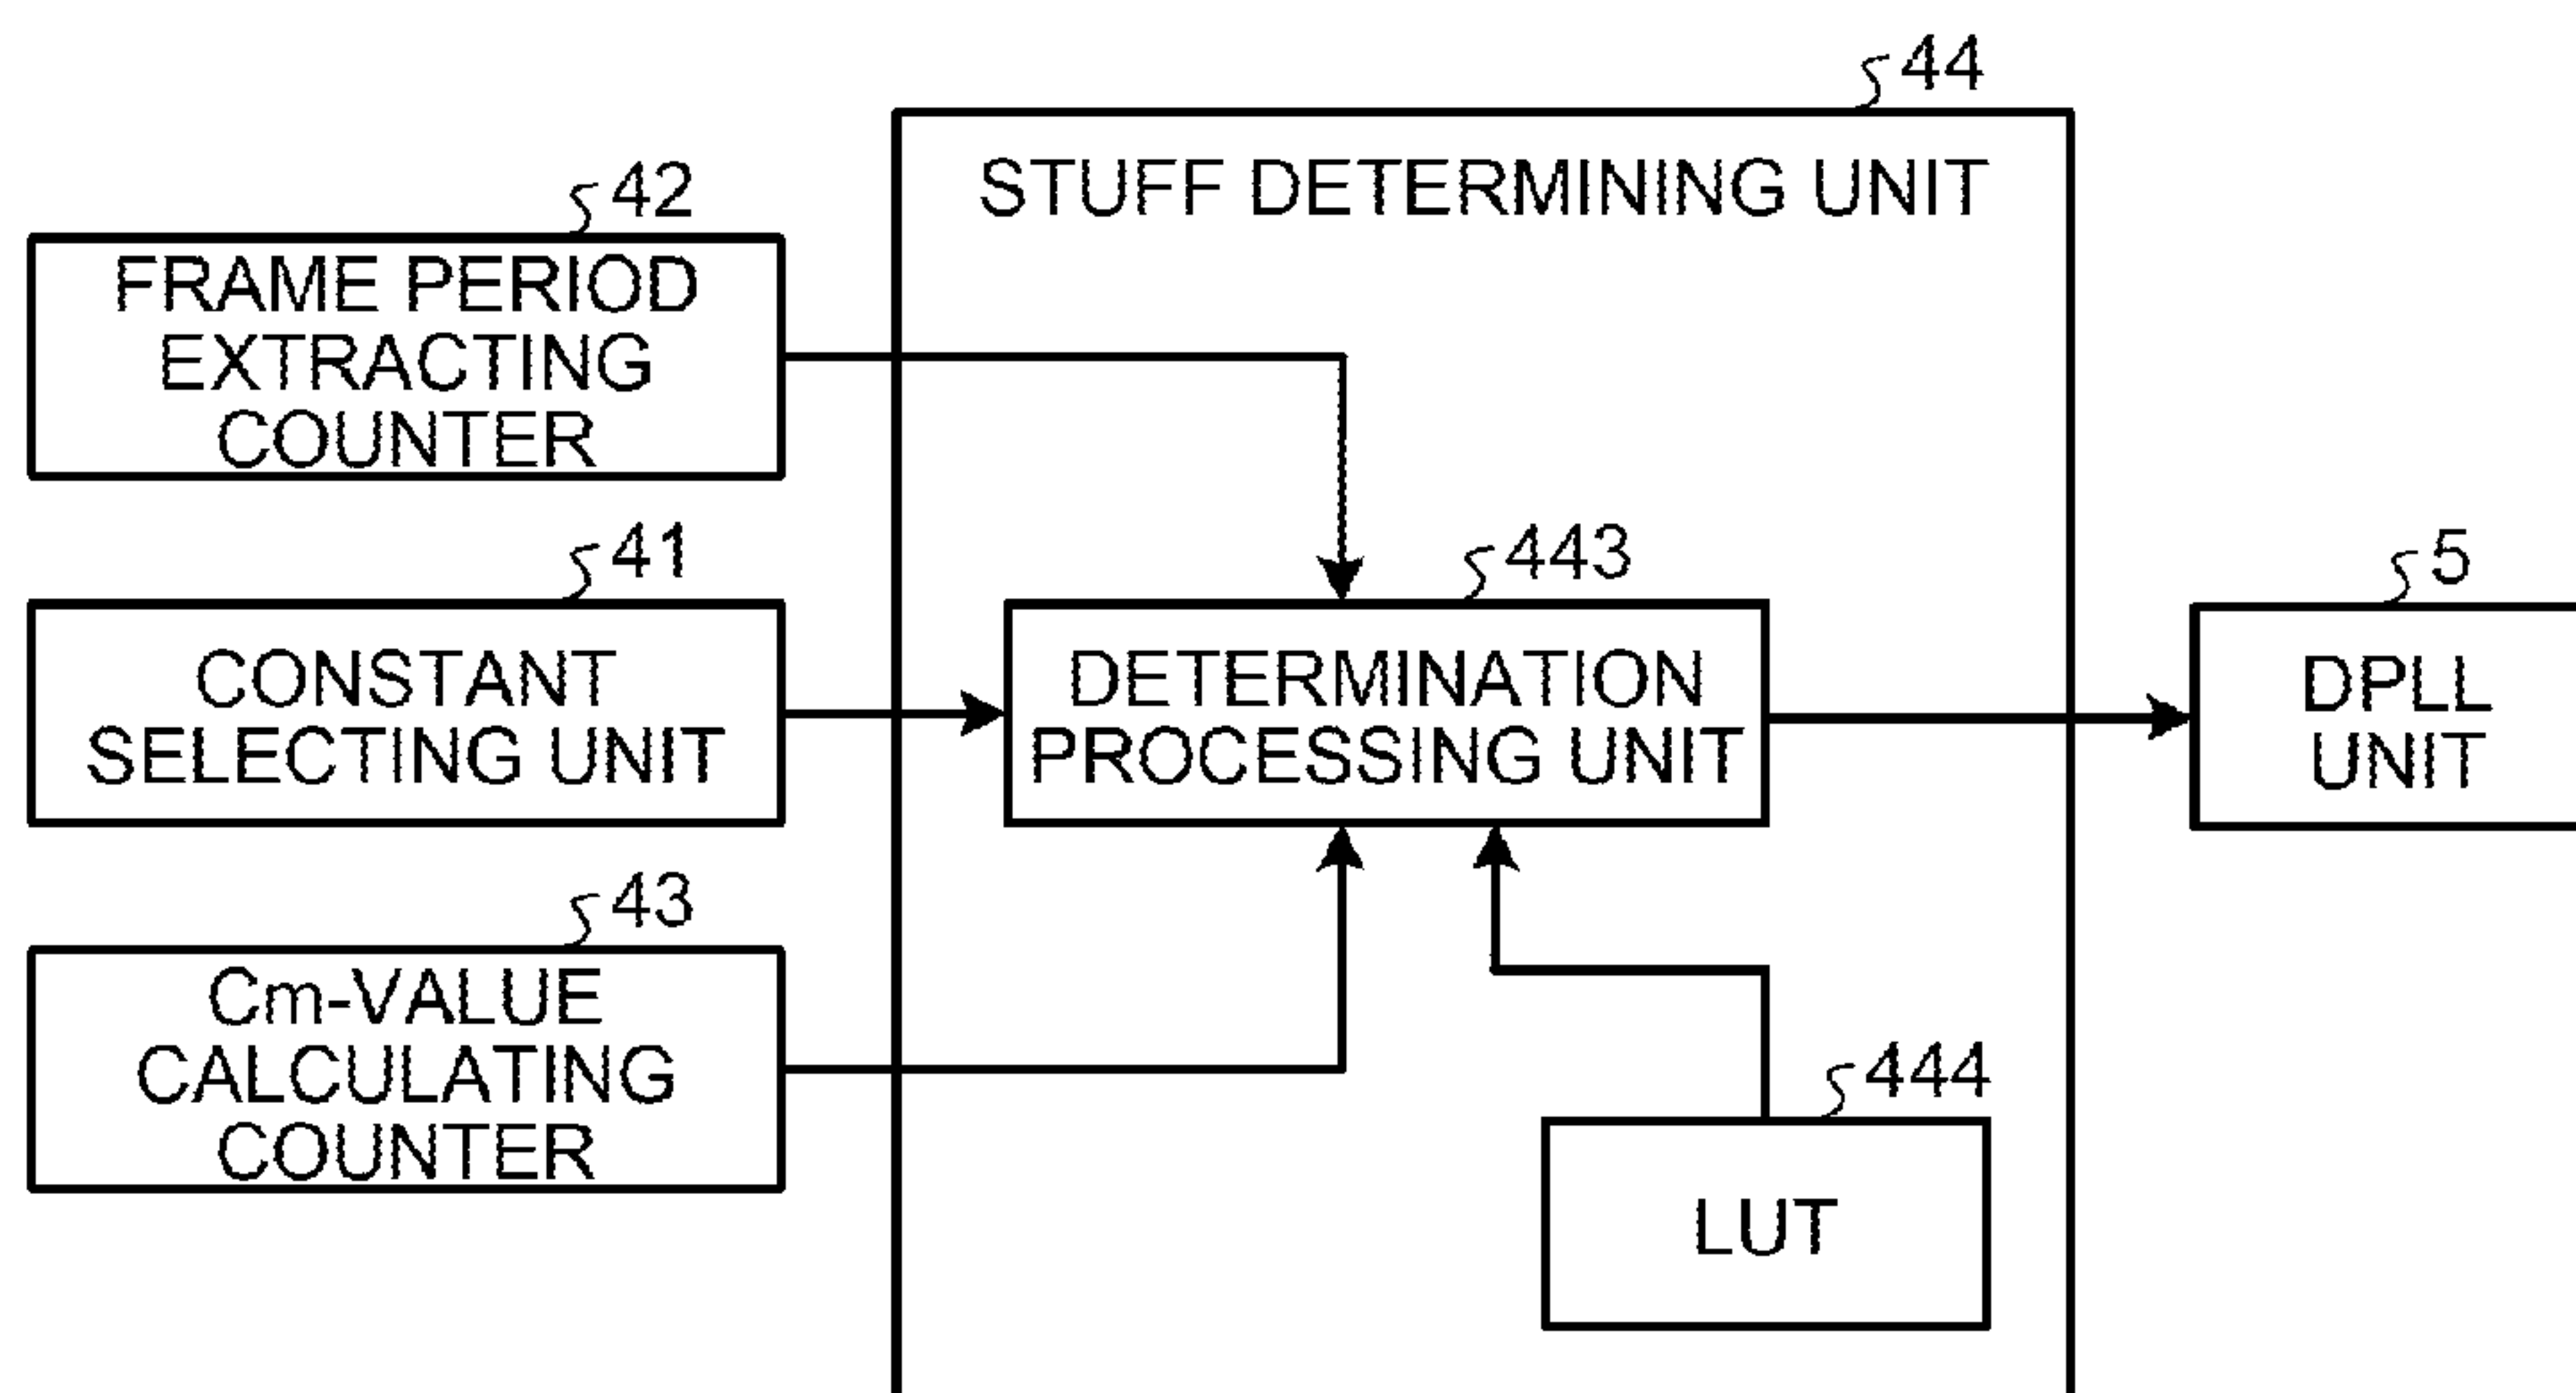 44
STUFF DETERMINING UNIT
42
FRAME PERIOD
EXTRACTING
COUNTER
41
CONSTANT
SELECTING UNIT
443
DETERMINATION
PROCESSING UNIT
5
DPLL
UNIT
43
Cm-VALUE
CALCULATING
COUNTER
444
LUT